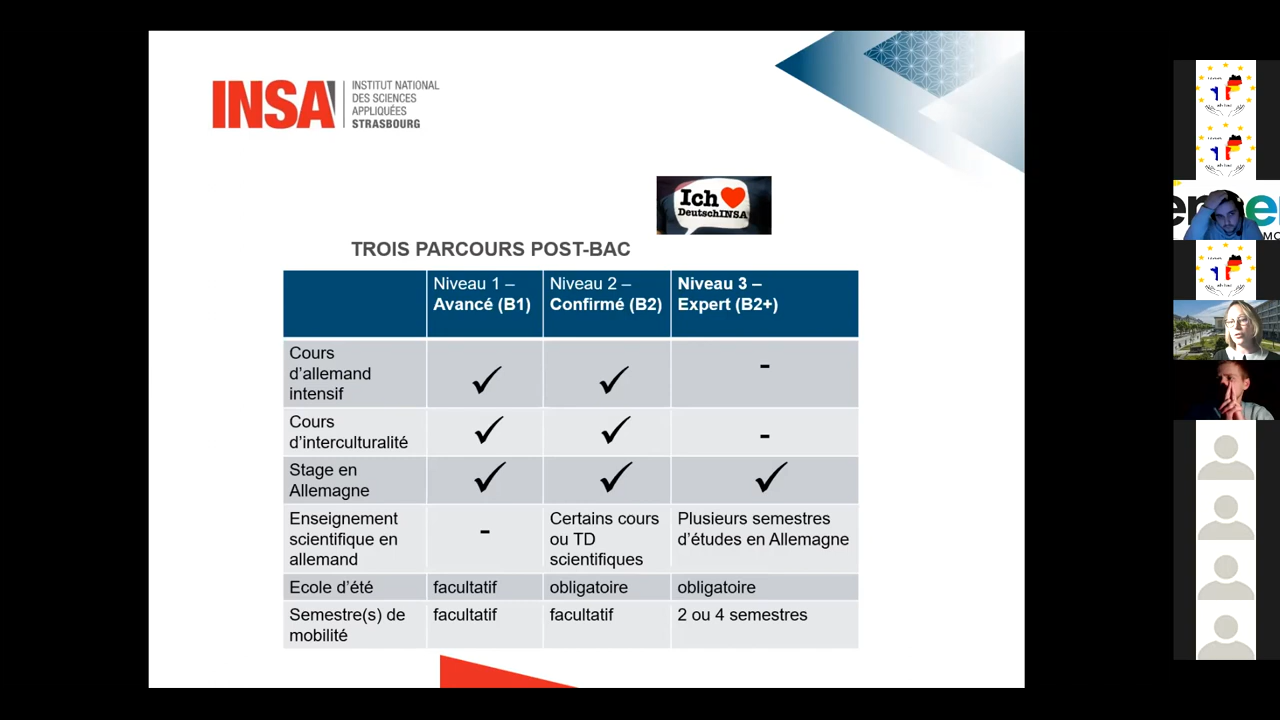 INSA
INSTITUT NATIONAL
DES SCIENCES
APPLIQUÉES
STRASBOURG
Ich
DeutschINSA
TROIS PARCOURS POST-BAC
Niveau 1 –
Avancé (B1)
Niveau 2 –
Confirmé (B2)
Niveau 3 –
Expert (B2+)
Cours
d’allemand
intensif
-
Cours
d’interculturalité
-
Stage en
Allemagne
Enseignement
scientifique en
allemand
-
Certains cours
ou TD
scientifiques
Plusieurs semestres
d’études en Allemagne
Ecole d’été
facultatif
obligatoire
obligatoire
Semestre(s) de
mobilité
facultatif
facultatif
2 ou 4 semestres